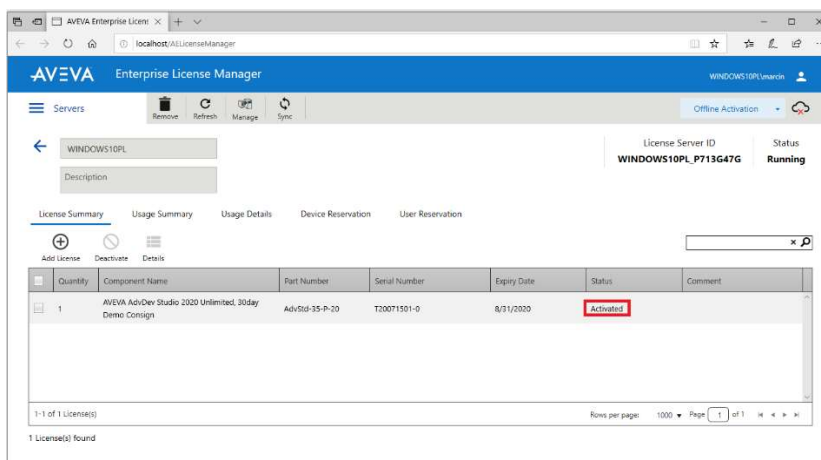 AVEVA Enterprise Licens
localhost/AELicenseManager
AVEVA Enterprise License Manager WINDOWS10PL\marcin
Servers Remove Refresh Manage Sync Offline Activation
WINDOWS10PL License Server ID Status
WINDOWS10PL_P713G47G Running
Description
License Summary Usage Summary Usage Details Device Reservation User Reservation
Add License Deactivate Details
Quantity Component Name Part Number Serial Number Expiry Date Status Comment
1 AVEVA AdvDev Studio 2020 Unlimited, 30day AdvStd-35-P-20 T20071501-0 8/31/2020 Activated
Demo Consign
1-1 of 1 License(s) Rows per page: 1000 Page 1 of 1
1 License(s) found